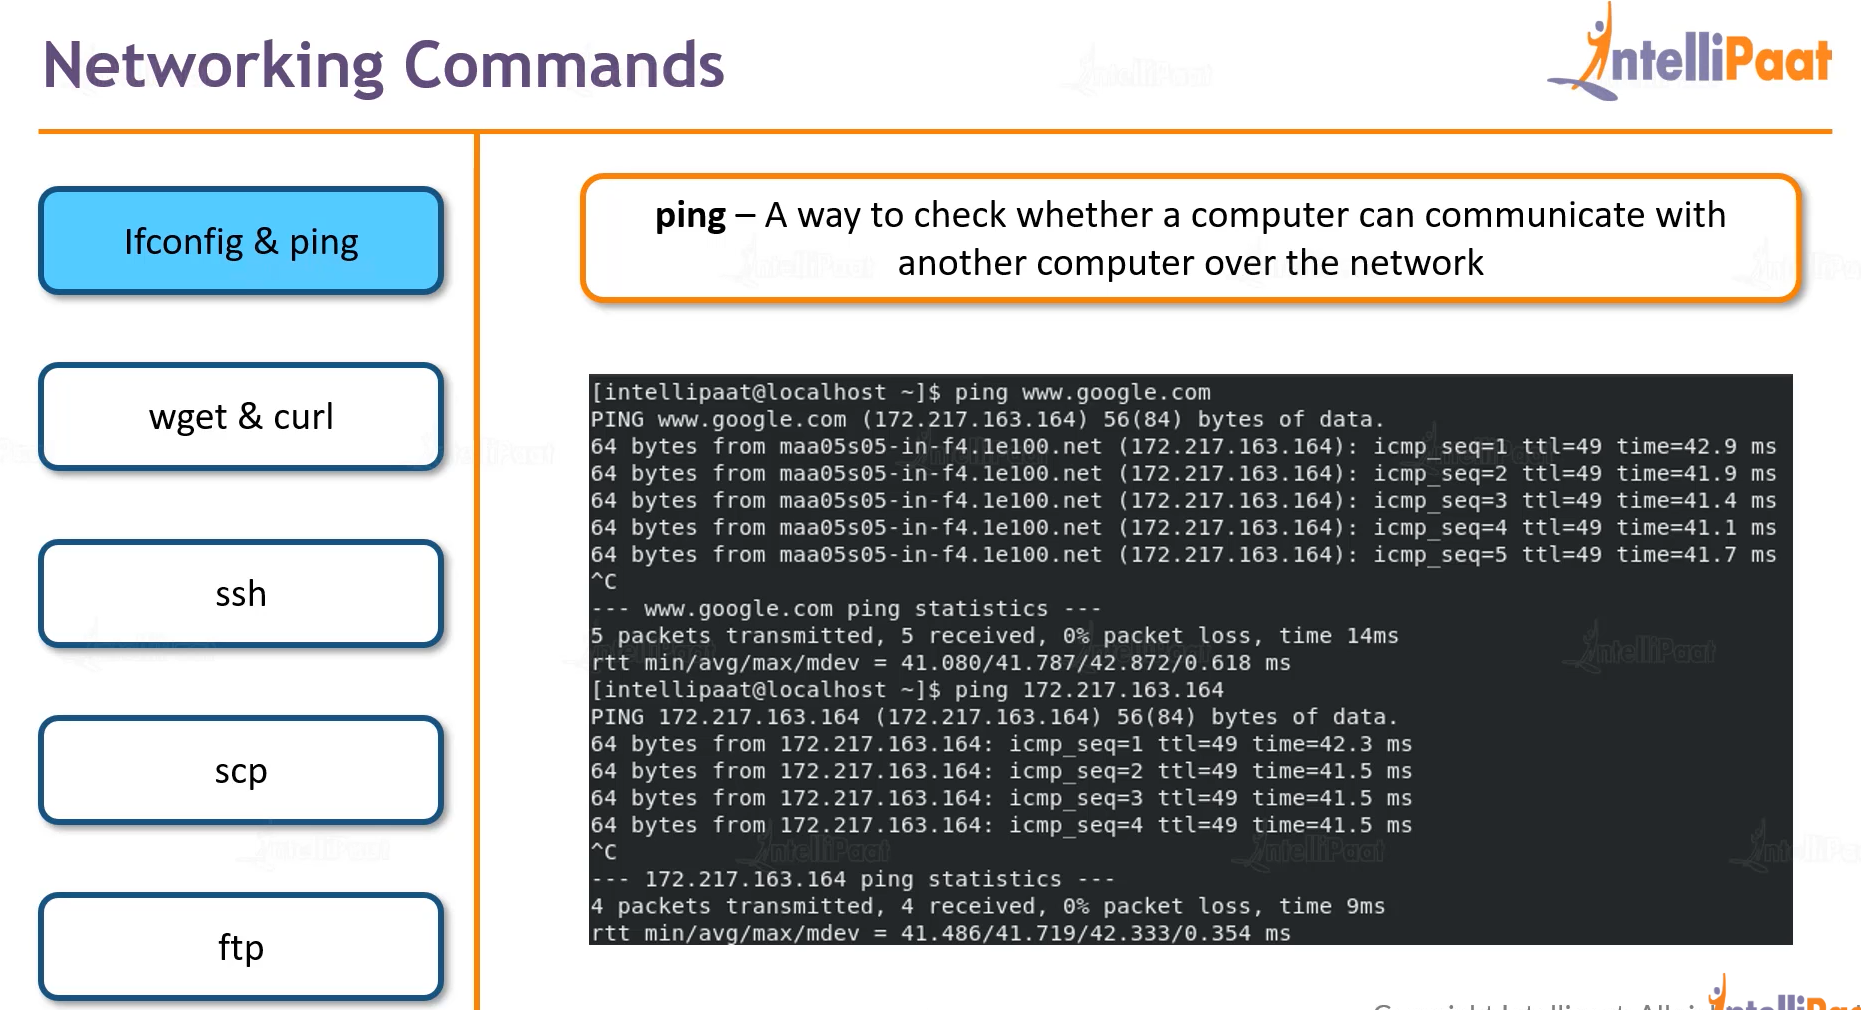 Networking Commands
IntelliPaat
Ifconfig & ping
wget & curl
ssh
scp
ftp
ping – A way to check whether a computer can communicate with
another computer over the network
[intellipaat@localhost ~]$ ping www.google.com
PING www.google.com (172.217.163.164) 56(84) bytes of data.
64 bytes from maa05s05-in-f4.1e100.net (172.217.163.164): icmp_seq=1 ttl=49 time=42.9 ms
64 bytes from maa05s05-in-f4.1e100.net (172.217.163.164): icmp_seq=2 ttl=49 time=41.9 ms
64 bytes from maa05s05-in-f4.1e100.net (172.217.163.164): icmp_seq=3 ttl=49 time=41.4 ms
64 bytes from maa05s05-in-f4.1e100.net (172.217.163.164): icmp_seq=4 ttl=49 time=41.1 ms
64 bytes from maa05s05-in-f4.1e100.net (172.217.163.164): icmp_seq=5 ttl=49 time=41.7 ms
^C
--- www.google.com ping statistics ---
5 packets transmitted, 5 received, 0% packet loss, time 14ms
rtt min/avg/max/mdev = 41.080/41.787/42.872/0.618 ms
[intellipaat@localhost ~]$ ping 172.217.163.164
PING 172.217.163.164 (172.217.163.164) 56(84) bytes of data.
64 bytes from 172.217.163.164: icmp_seq=1 ttl=49 time=42.3 ms
64 bytes from 172.217.163.164: icmp_seq=2 ttl=49 time=41.5 ms
64 bytes from 172.217.163.164: icmp_seq=3 ttl=49 time=41.5 ms
64 bytes from 172.217.163.164: icmp_seq=4 ttl=49 time=41.5 ms
^C
--- 172.217.163.164 ping statistics ---
4 packets transmitted, 4 received, 0% packet loss, time 9ms
rtt min/avg/max/mdev = 41.486/41.719/42.333/0.354 ms